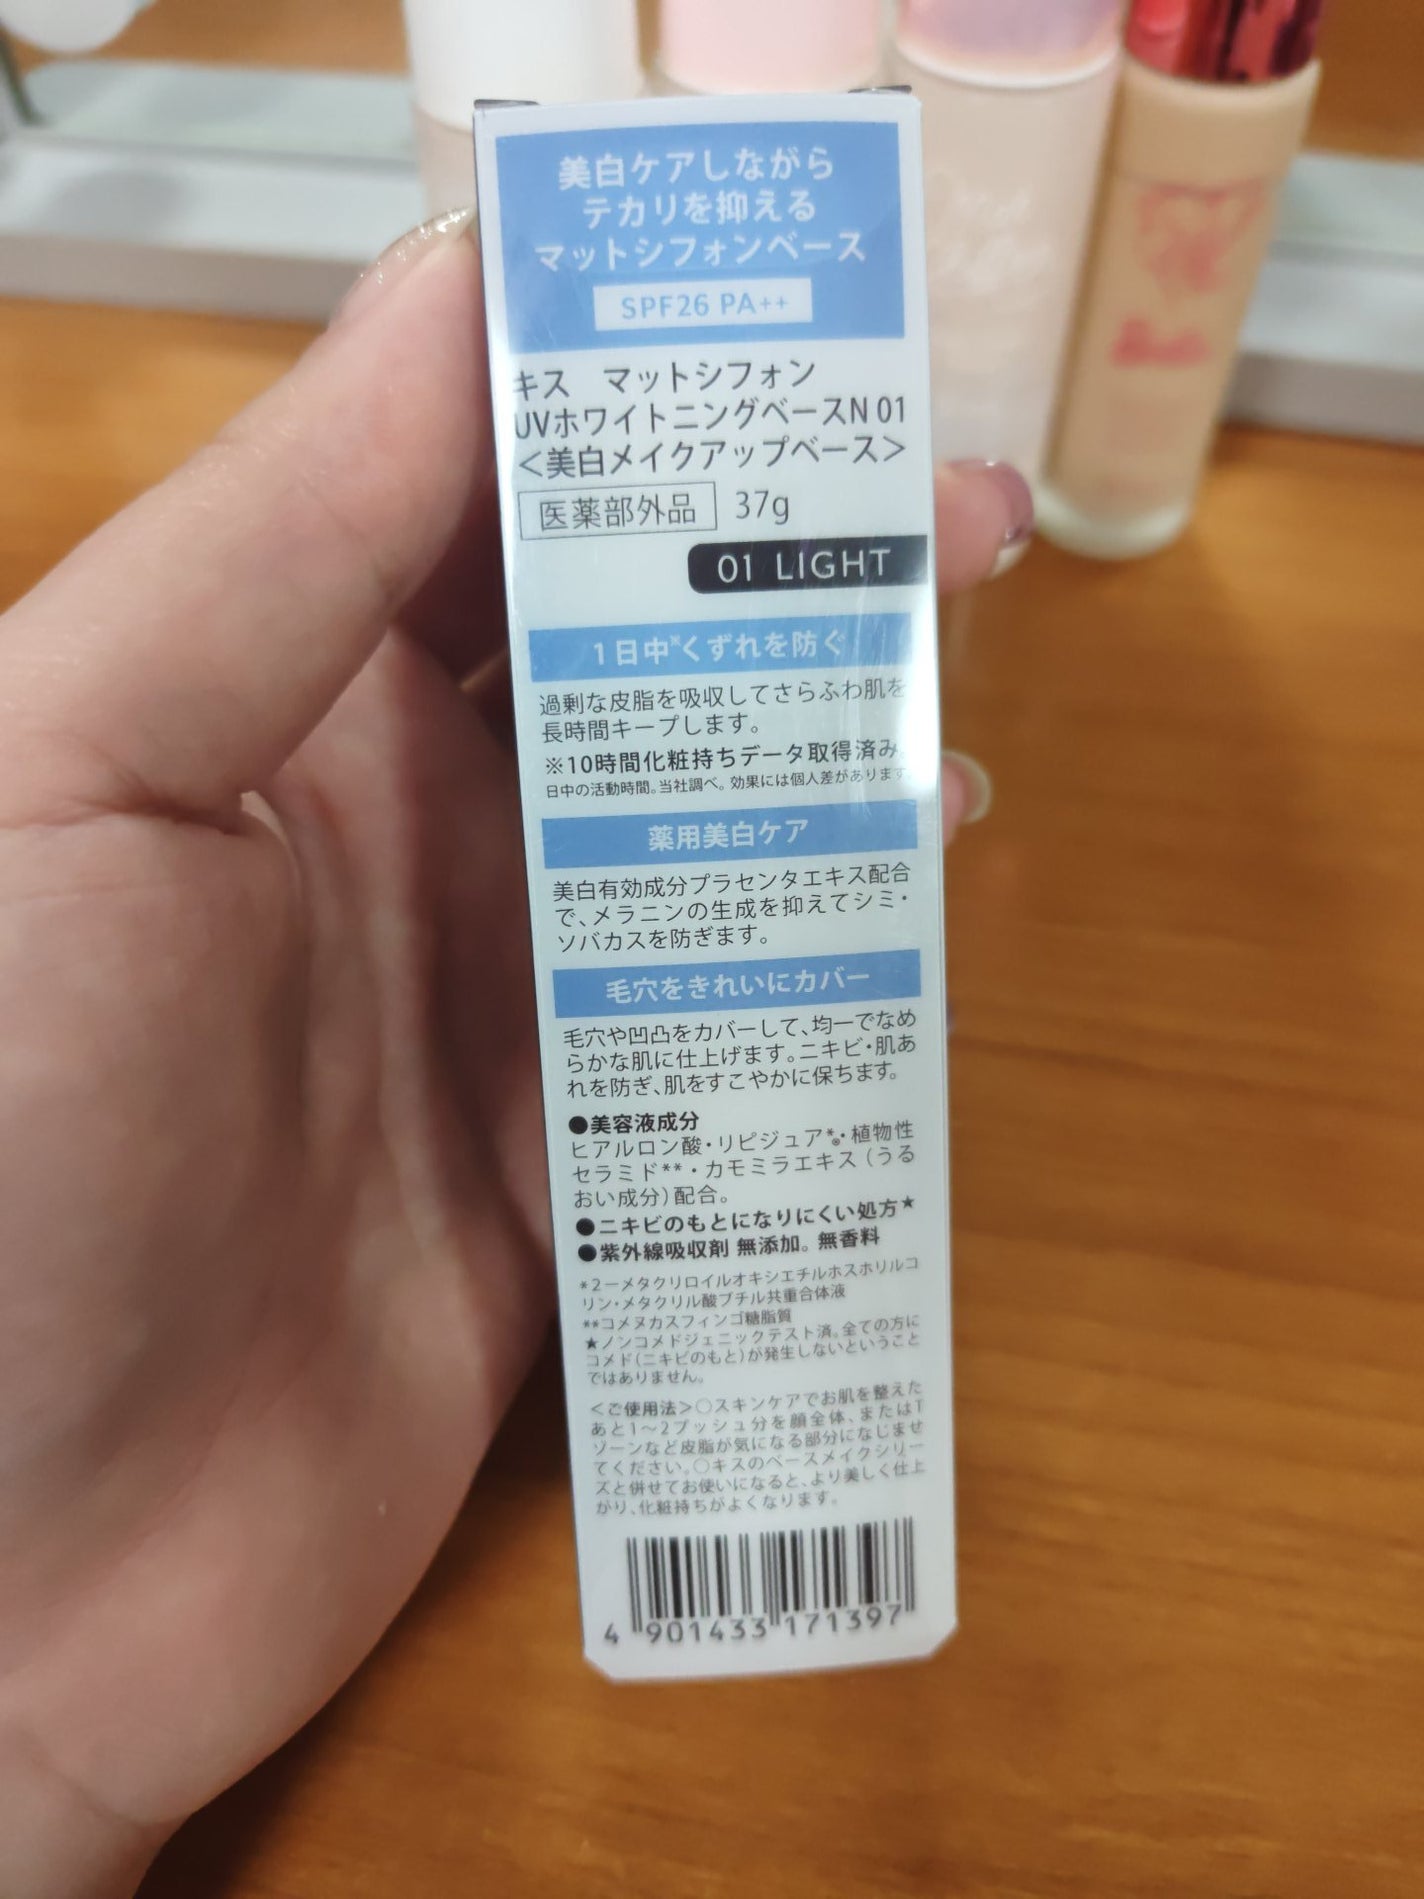 美白ケアしながら
テカリを抑える
マットシフォンベース
SPF26 PA++
キス　マットシフォン
UVホワイトニングベースN 01
＜美白メイクアップベース＞
医薬部外品 37g
01 LIGHT
1日中※くずれを防ぐ
過剰な皮脂を吸収してさらふわ肌を
長時間キープします。
※10時間化粧持ちデータ取得済み。
日中の活動時間。当社調べ。効果には個人差があります。
薬用美白ケア
美白有効成分プラセンタエキス配合
で、メラニンの生成を抑えてシミ・
ソバカスを防ぎます。
毛穴をきれいにカバー
毛穴や凹凸をカバーして、均一でなめ
らかな肌に仕上げます。ニキビ・肌あ
れを防ぎ、肌をすこやかに保ちます。
●美容液成分
ヒアルロン酸・リピジュア*®・植物性
セラミド**・カモミラエキス（うる
おい成分）配合。
●ニキビのもとになりにくい処方★
●紫外線吸収剤 無添加。無香料
*2－メタクリロイルオキシエチルホスホリルコ
リン・メタクリル酸ブチル共重合体液
**コメヌカスフィンゴ糖脂質
★ノンコメドジェニックテスト済。全ての方に
コメド（ニキビのもと）が発生しないということ
ではありません。
＜ご使用法＞○スキンケアでお肌を整えた
あと1～2プッシュ分を顔全体、またはT
ゾーンなど皮脂が気になる部分になじませ
てください。○キスのベースメイクシリー
ズと併せてお使いになると、より美しく仕上
がり、化粧持ちがよくなります。
4 901433 171397